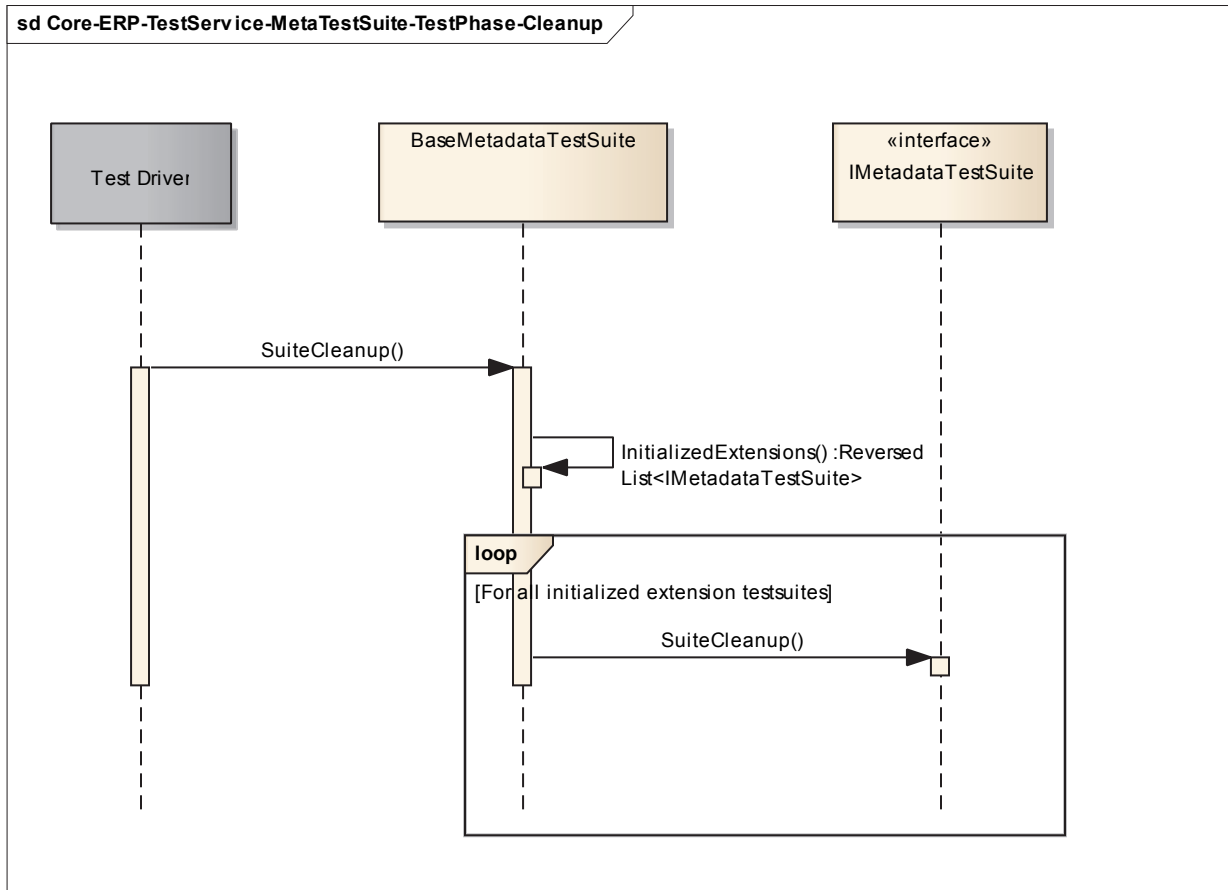 sd Core-ERP-TestService-MetaTestSuite-TestPhase-Cleanup
Test Driver
BaseMetadataTestSuite
«interface»
IMetadataTestSuite
SuiteCleanup()
InitializedExtensions() :Reversed
List<IMetadataTestSuite>
loop
[For all initialized extension testsuites]
SuiteCleanup()